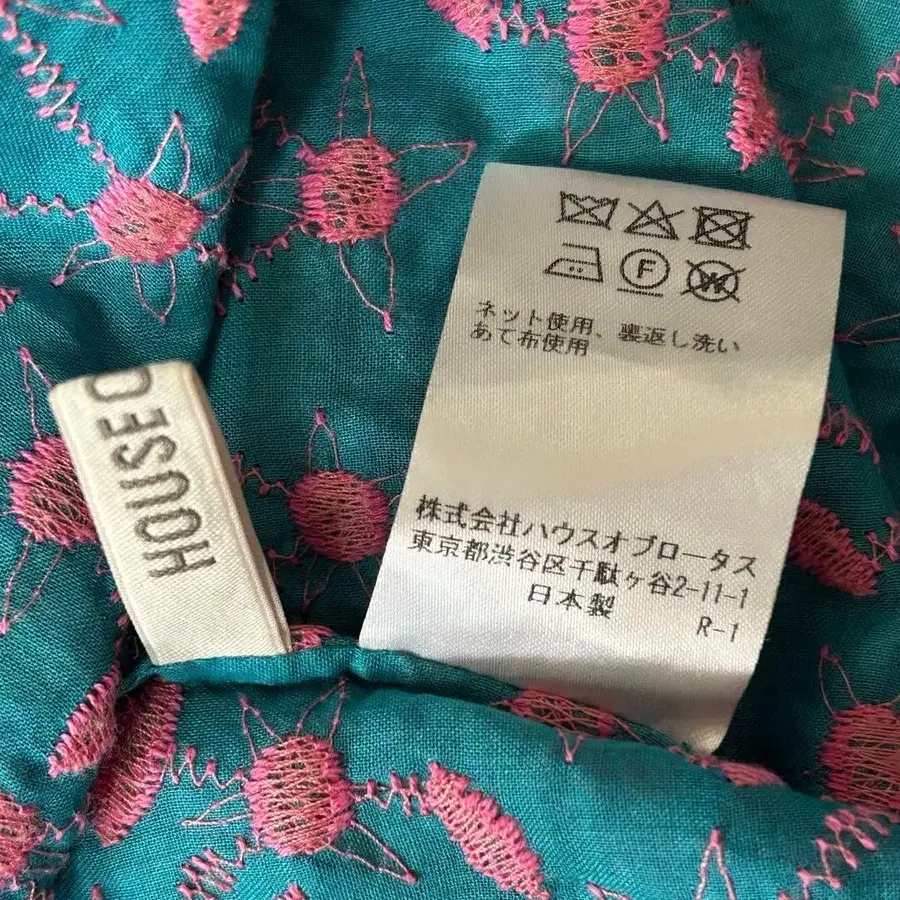 HOUSE O
F
W
ネット使用、裏返し洗い
あて布使用
株式会社ハウスオブロータス
東京都渋谷区千駄ヶ谷2-11-1
日本製
R-1